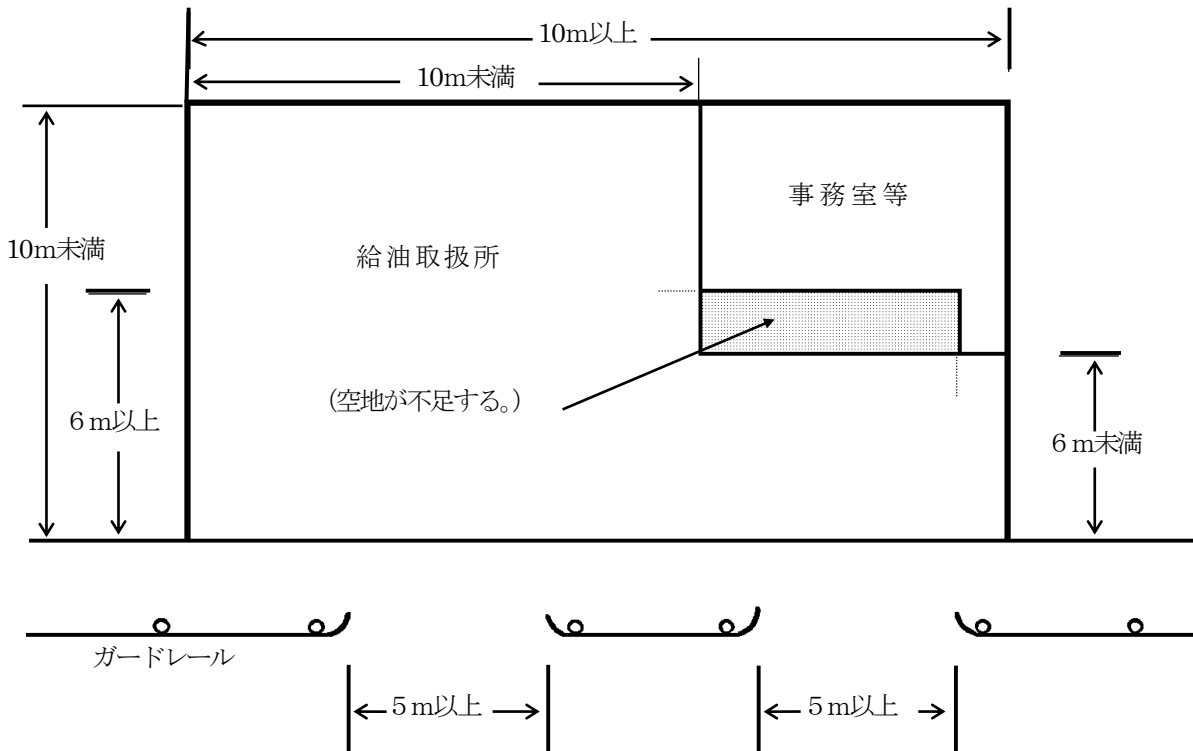 10m以上
10m未満
事務室等
10m未満
給油取扱所
(空地が不足する。)
6m以上
6m未満
ガードレール
5m以上
5m以上